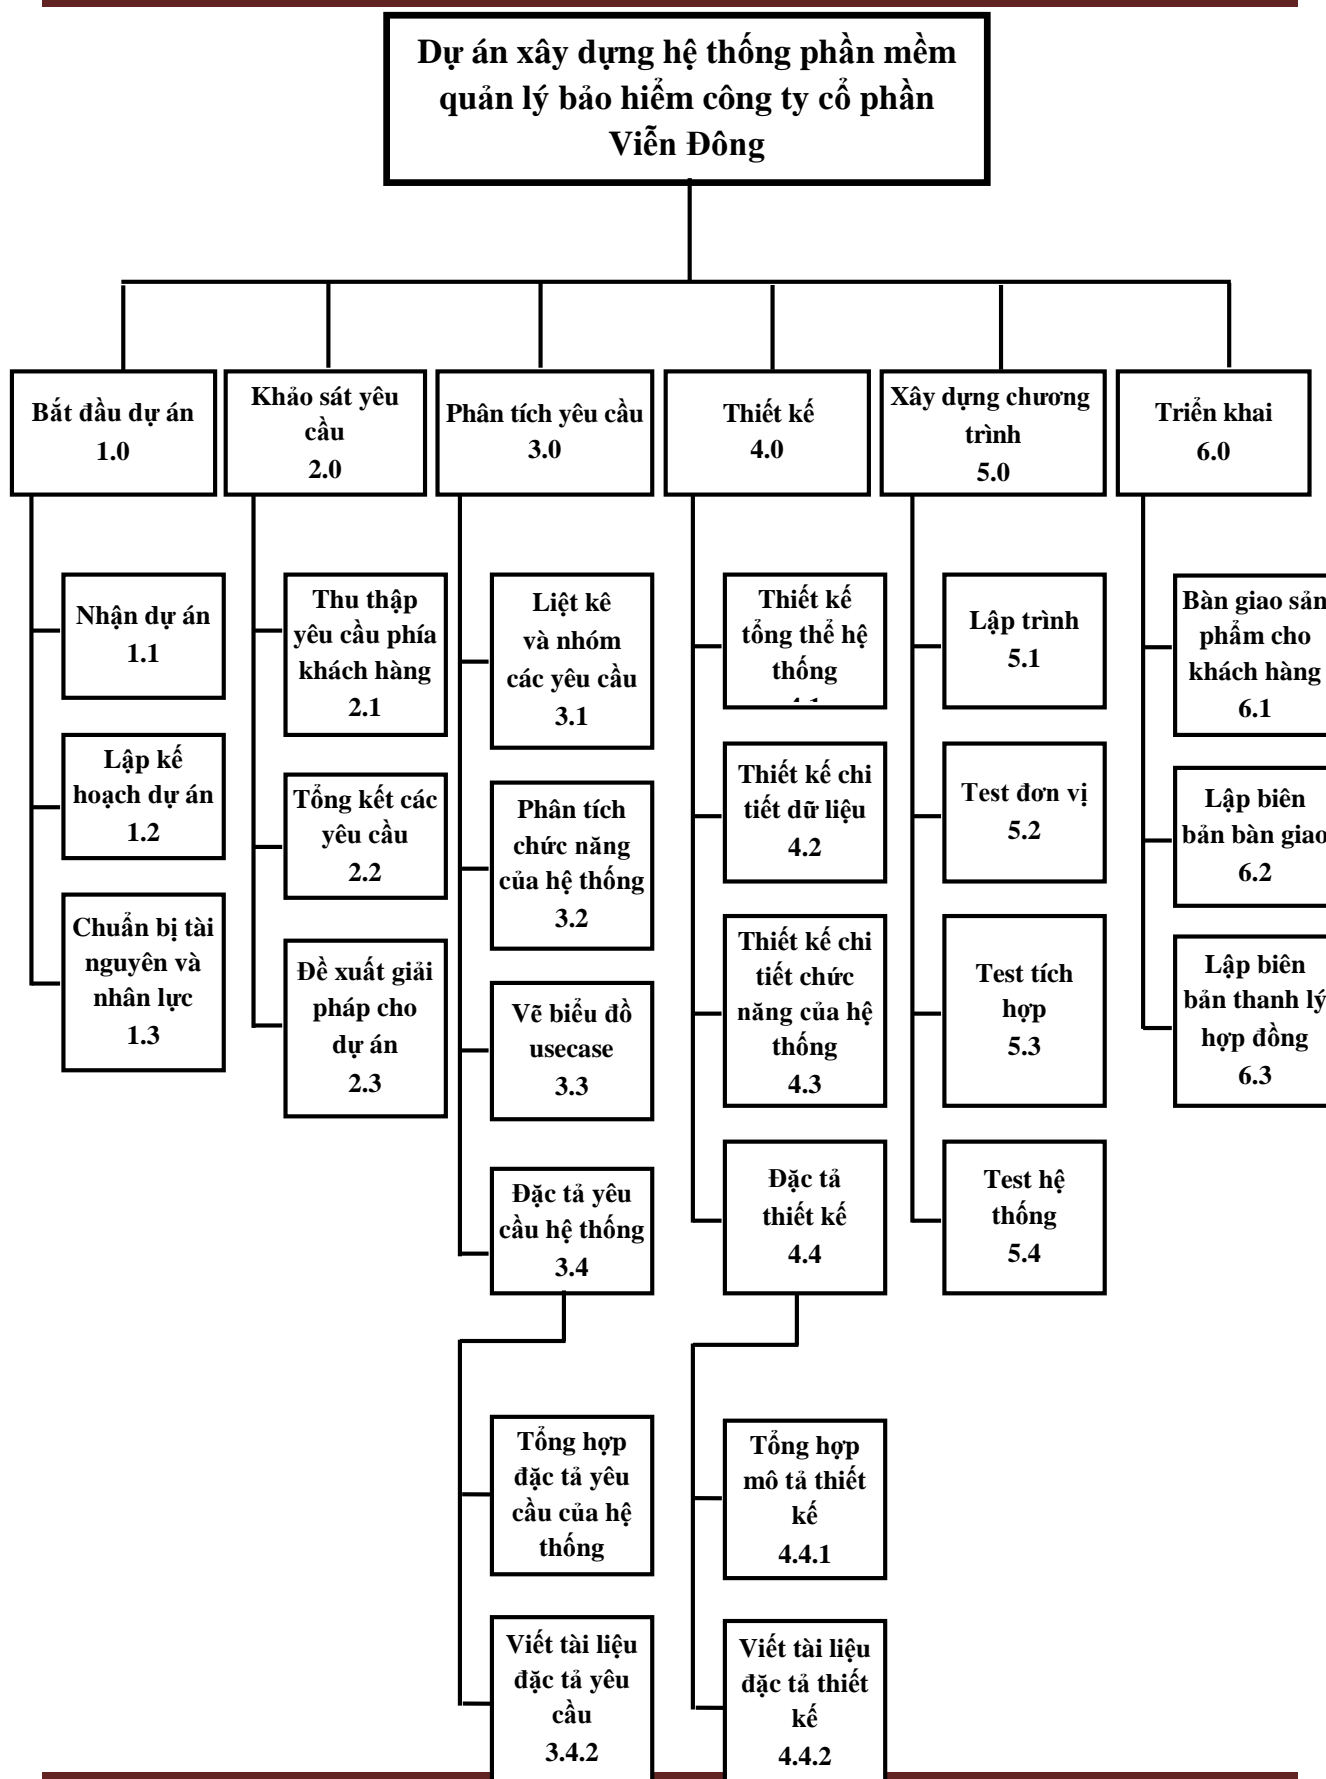 Dự án xây dựng hệ thống phần mềm
quản lý bảo hiểm công ty cổ phần
Viễn Đông
Bắt đầu dự án
1.0
Khảo sát yêu
cầu
2.0
Phân tích yêu cầu
3.0
Thiết kế
4.0
Xây dựng chương
trình
5.0
Triển khai
6.0
Nhận dự án
1.1
Lập kế
hoạch dự án
1.2
Chuẩn bị tài
nguyên và
nhân lực
1.3
Thu thập
yêu cầu phía
khách hàng
2.1
Tổng kết các
yêu cầu
2.2
Đề xuất giải
pháp cho
dự án
2.3
Liệt kê
và nhóm
các yêu cầu
3.1
Phân tích
chức năng
của hệ thống
3.2
Vẽ biểu đồ
usecase
3.3
Đặc tả yêu
cầu hệ thống
3.4
Tổng hợp
đặc tả yêu
cầu của hệ
thống
Viết tài liệu
đặc tả yêu
cầu
3.4.2
Thiết kế
tổng thể hệ
thống
Thiết kế chi
tiết dữ liệu
4.2
Thiết kế chi
tiết chức
năng của hệ
thống
4.3
Đặc tả
thiết kế
4.4
Tổng hợp
mô tả thiết
kế
4.4.1
Viết tài liệu
đặc tả thiết
kế
4.4.2
Lập trình
5.1
Test đơn vị
5.2
Test tích
hợp
5.3
Test hệ
thống
5.4
Bàn giao sản
phẩm cho
khách hàng
6.1
Lập biên
bản bàn giao
6.2
Lập biên
bản thanh lý
hợp đồng
6.3